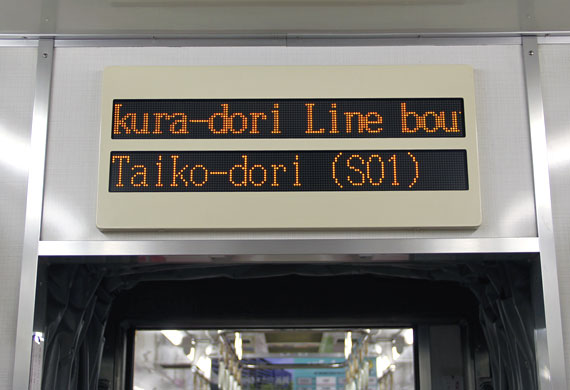 kura-dori Line bou
Taiko-dori (S01)